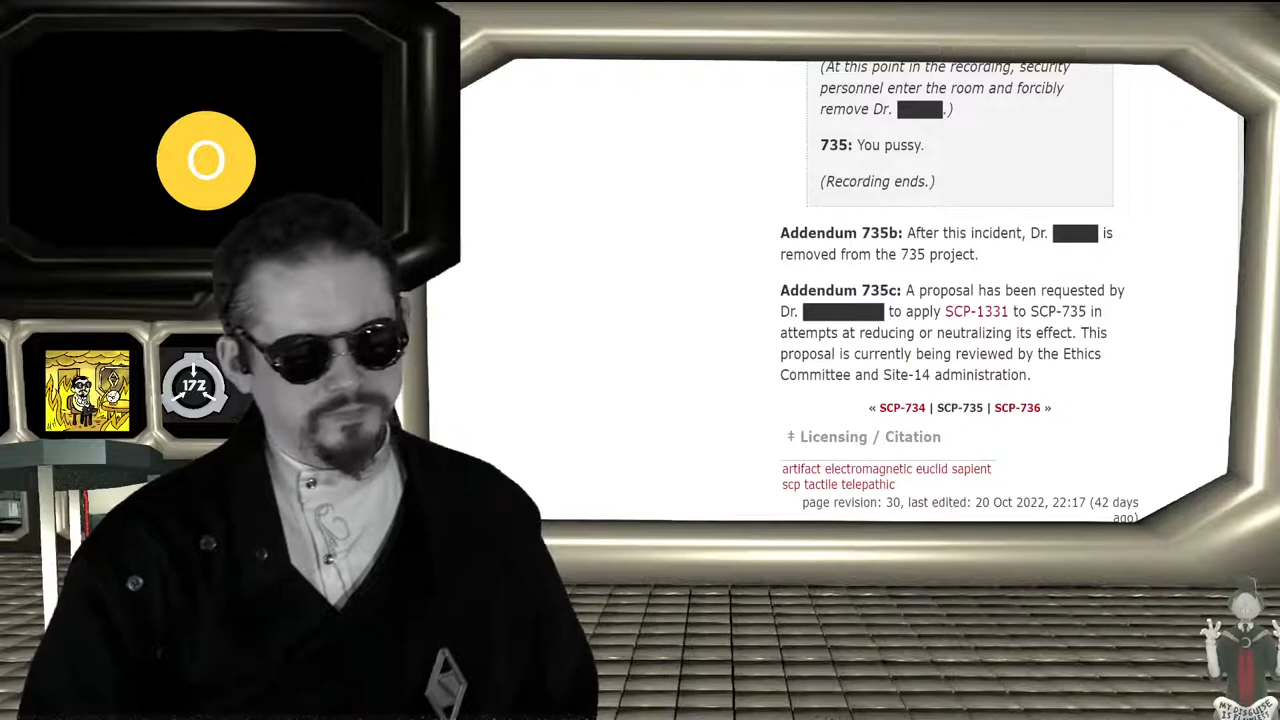 (At this point in the recording, security
personnel enter the room and forcibly
remove Dr. .)
735: You pussy.
(Recording ends.)
Addendum 735b: After this incident, Dr. is
removed from the 735 project.
Addendum 735c: A proposal has been requested by
Dr. to apply SCP-1331 to SCP-735 in
attempts at reducing or neutralizing its effect. This
proposal is currently being reviewed by the Ethics
Committee and Site-14 administration.
« SCP-734 | SCP-735 | SCP-736 »
‡ Licensing / Citation
artifact electromagnetic euclid sapient
scp tactile telepathic
page revision: 30, last edited: 20 Oct 2022, 22:17 (42 days
ago)
O
172
MY DISGUISE
IS